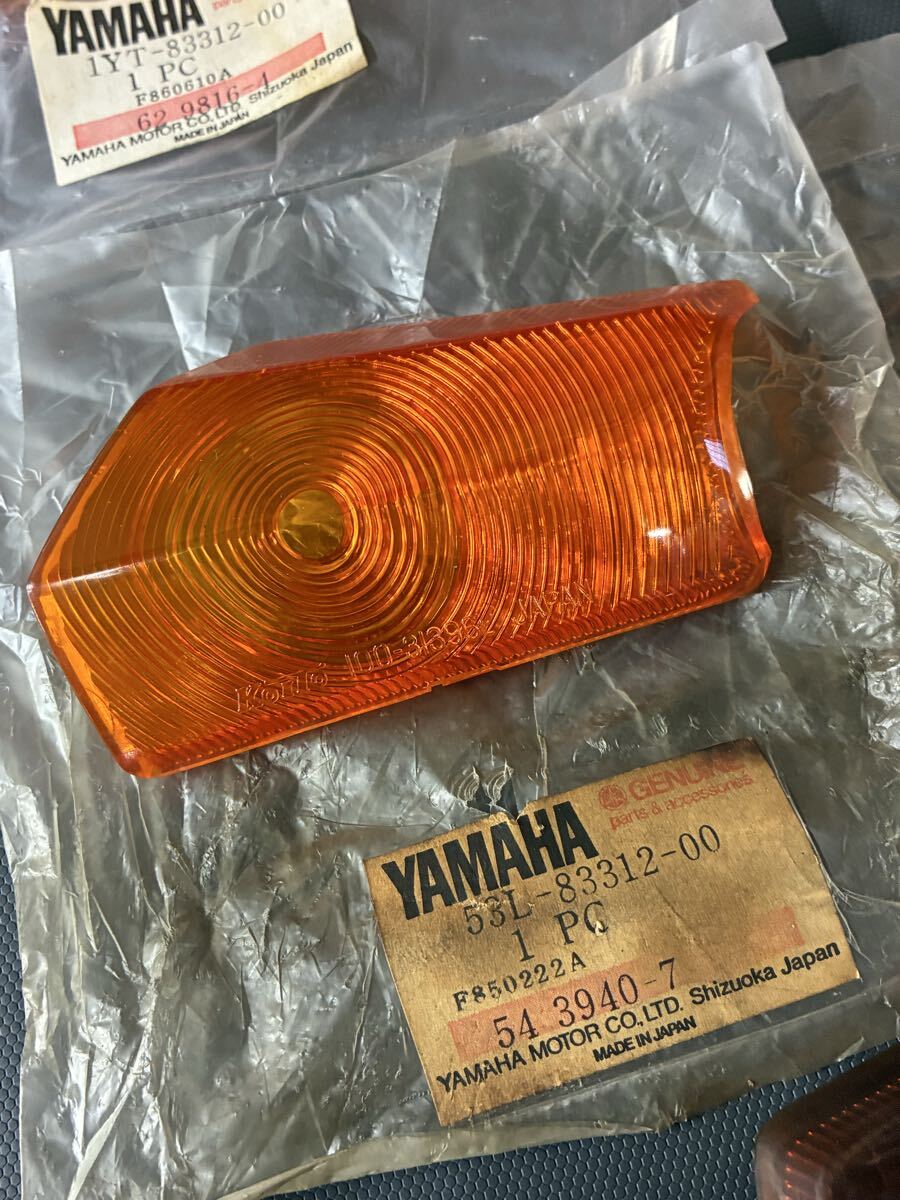 YAMAHA
1YT-83312-00
1 PC
F860610A
62 9816-4
YAMAHA MOTOR CO., LTD. Shizuoka Japan
MADE IN JAPAN
Koito 100-31396 JAPAN
GENUINE
parts & accessories
YAMAHA
53L-83312-00
1 PC
F850222A
54 3940-7
YAMAHA MOTOR CO., LTD. Shizuoka Japan
MADE IN JAPAN